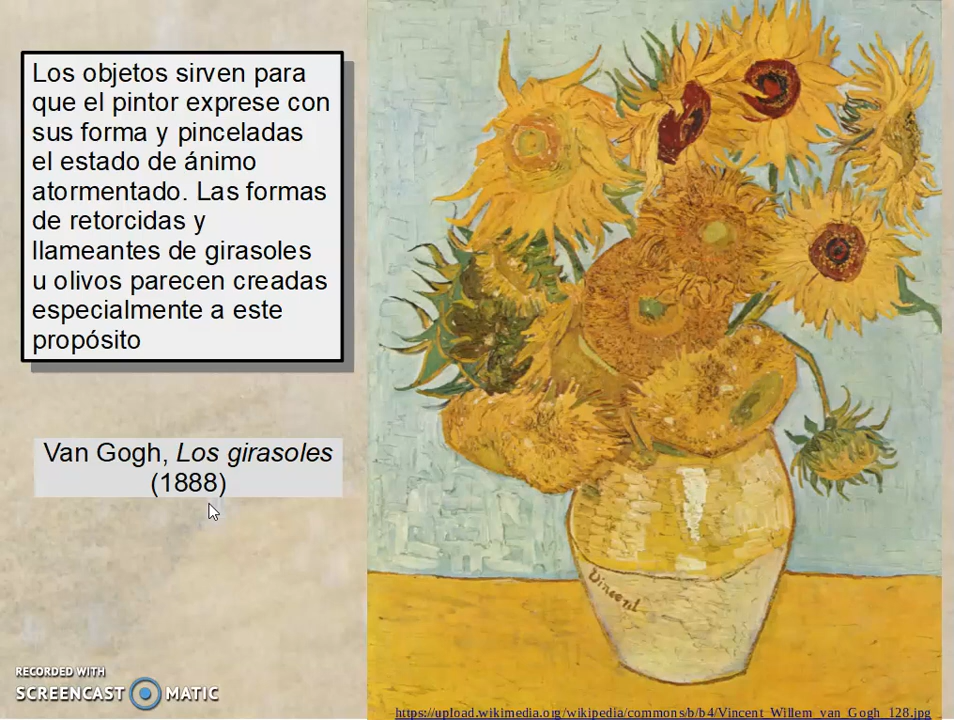 Los objetos sirven para
que el pintor exprese con
sus forma y pinceladas
el estado de ánimo
atormentado. Las formas
de retorcidas y
llameantes de girasoles
u olivos parecen creadas
especialmente a este
propósito
Van Gogh, Los girasoles
(1888)
Vincent
RECORDED WITH
SCREENCAST MATIC
https://upload.wikimedia.org/wikipedia/commons/b/b4/Vincent_Willem_van_Gogh_128.jpg